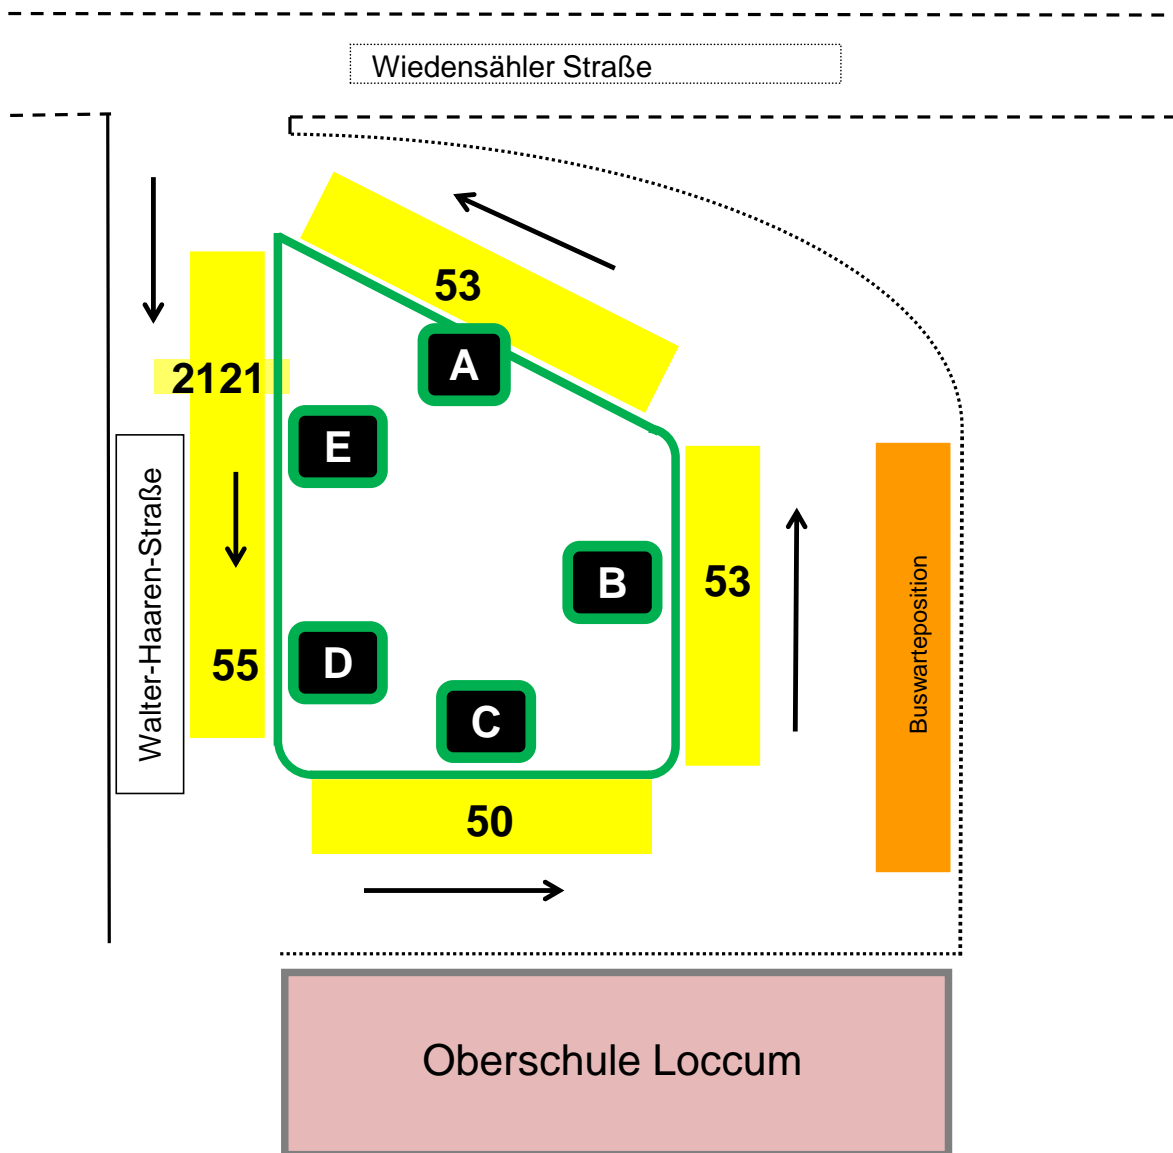 Wiedensähler Straße
53
A
2121
E
Walter-Haaren-Straße
B
53
Buswarteposition
55
D
C
50
Oberschule Loccum